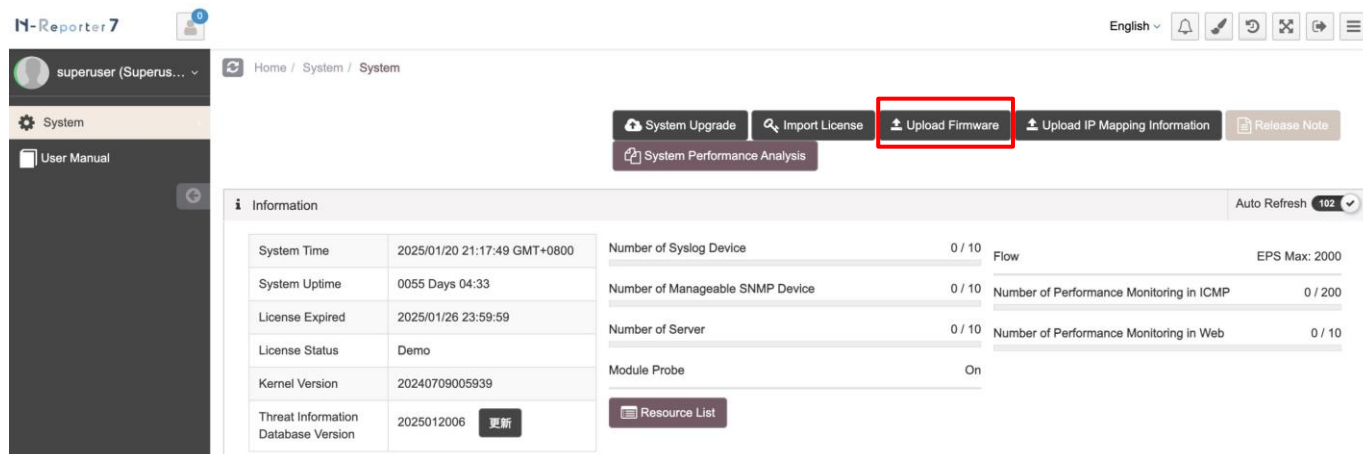 N-Reporter 7
0
English
superuser (Superus...
Home / System / System
System
User Manual
System Upgrade
Import License
Upload Firmware
Upload IP Mapping Information
Release Note
System Performance Analysis
i Information
Auto Refresh 102
System Time 2025/01/20 21:17:49 GMT+0800
System Uptime 0055 Days 04:33
License Expired 2025/01/26 23:59:59
License Status Demo
Kernel Version 20240709005939
Threat Information
Database Version
2025012006 更新
Number of Syslog Device 0 / 10
Number of Manageable SNMP Device 0 / 10
Number of Server 0 / 10
Module Probe On
Resource List
Flow EPS Max: 2000
Number of Performance Monitoring in ICMP 0 / 200
Number of Performance Monitoring in Web 0 / 10